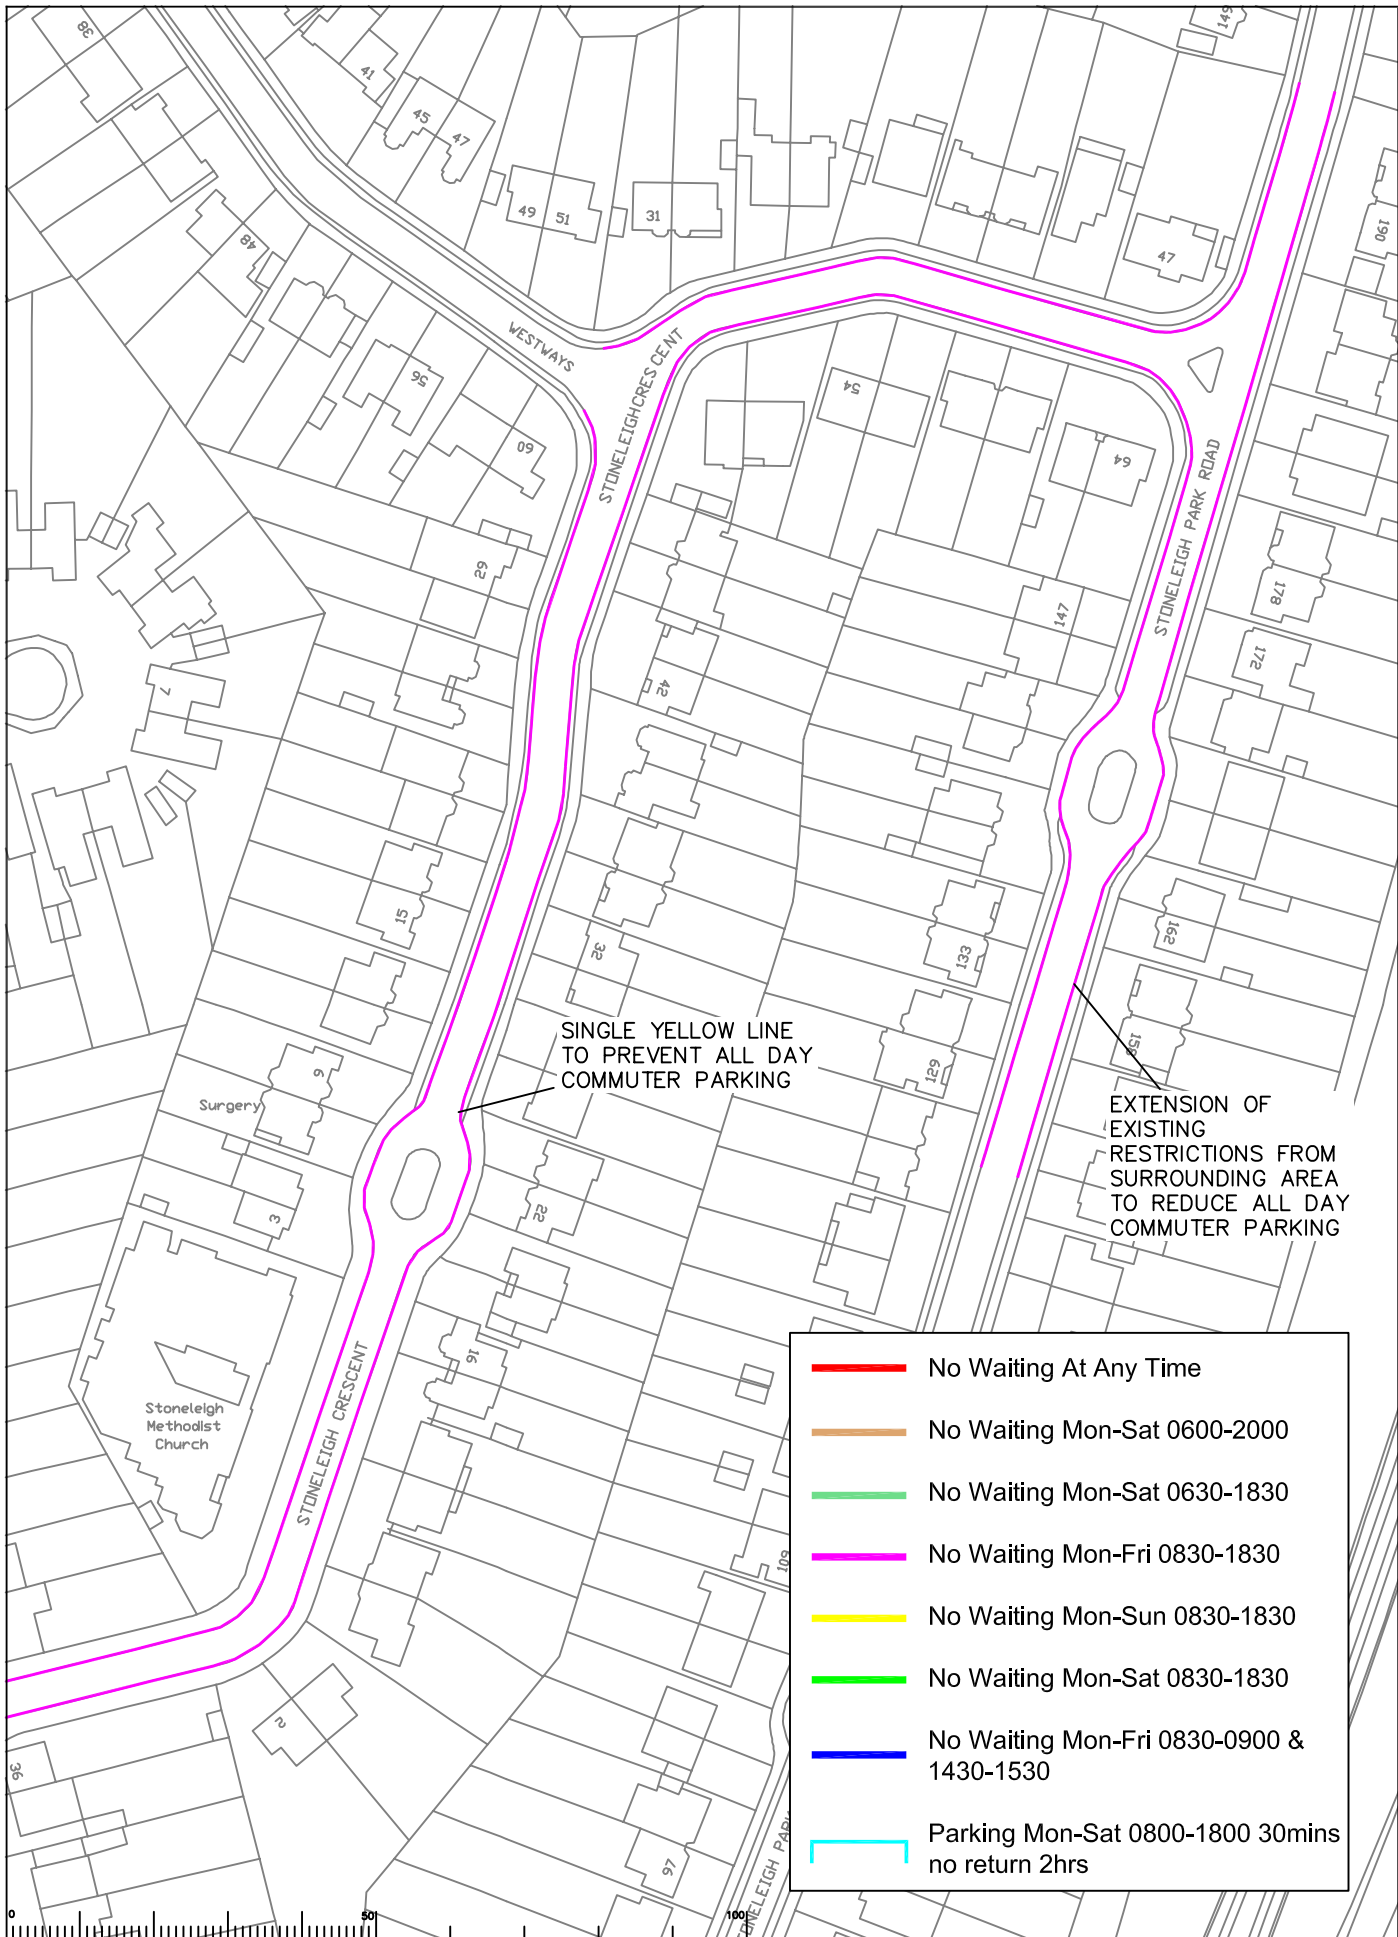 38
41
45
47
149
49
51
31
190
47
48
WESTWAYS
STONELEIGH CRESCENT
56
54
60
64
STONELEIGH PARK ROAD
29
178
147
172
42
7
15
32
162
133
SINGLE YELLOW LINE
TO PREVENT ALL DAY
COMMUTER PARKING
129
158
9
Surgery
EXTENSION OF
EXISTING
RESTRICTIONS FROM
SURROUNDING AREA
TO REDUCE ALL DAY
COMMUTER PARKING
3
22
16
Stoneleigh
Methodist
Church
STONELEIGH CRESCENT
109
2
36
97
STONELEIGH PARK
No Waiting At Any Time
No Waiting Mon-Sat 0600-2000
No Waiting Mon-Sat 0630-1830
No Waiting Mon-Fri 0830-1830
No Waiting Mon-Sun 0830-1830
No Waiting Mon-Sat 0830-1830
No Waiting Mon-Fri 0830-0900 &
1430-1530
Parking Mon-Sat 0800-1800 30mins
no return 2hrs
0
50
100